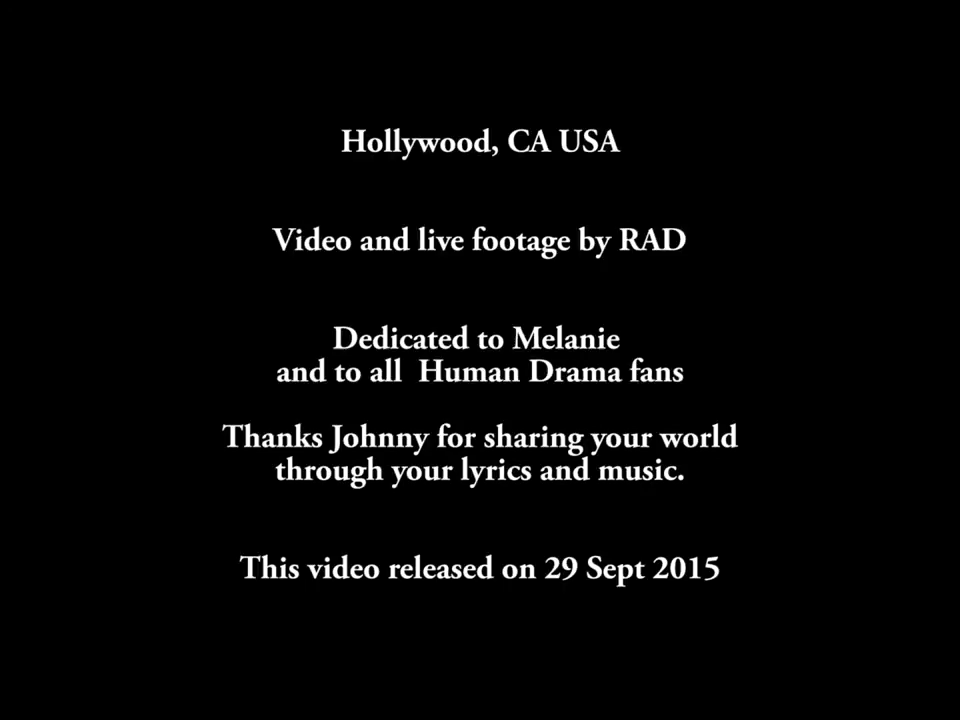 Hollywood, CA USA
Video and live footage by RAD
Dedicated to Melanie
and to all  Human Drama fans
Thanks Johnny for sharing your world
through your lyrics and music.
This video released on 29 Sept 2015